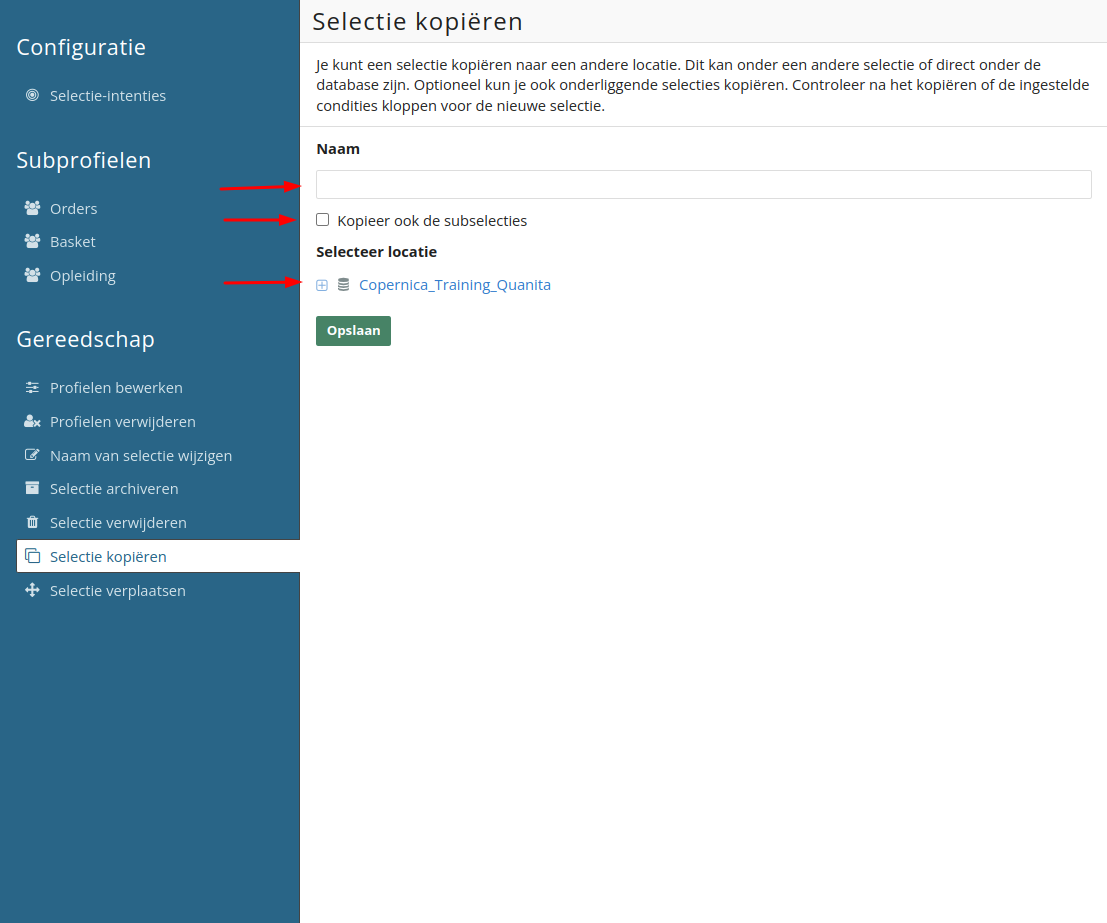 Configuratie
Selectie-intenties
Subprofielen
Orders
Basket
Opleiding
Gereedschap
Profielen bewerken
Profielen verwijderen
Naam van selectie wijzigen
Selectie archiveren
Selectie verwijderen
Selectie kopiëren
Selectie verplaatsen
Selectie kopiëren
Je kunt een selectie kopiëren naar een andere locatie. Dit kan onder een andere selectie of direct onder de
database zijn. Optioneel kun je ook onderliggende selecties kopiëren. Controleer na het kopiëren of de ingestelde
condities kloppen voor de nieuwe selectie.
Naam
Kopieer ook de subselecties
Selecteer locatie
Copernica_Training_Quanita
Opslaan